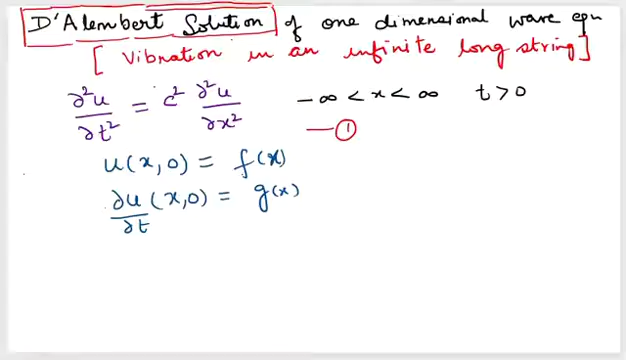 D'Alembert Solution of one dimensional wave equ
[ Vibration in an infinite long string ]
∂²u/∂t² = c² ∂²u/∂x²   -∞ < x < ∞   t > 0
— ①
u(x, 0) = f(x)
∂u/∂t (x, 0) = g(x)